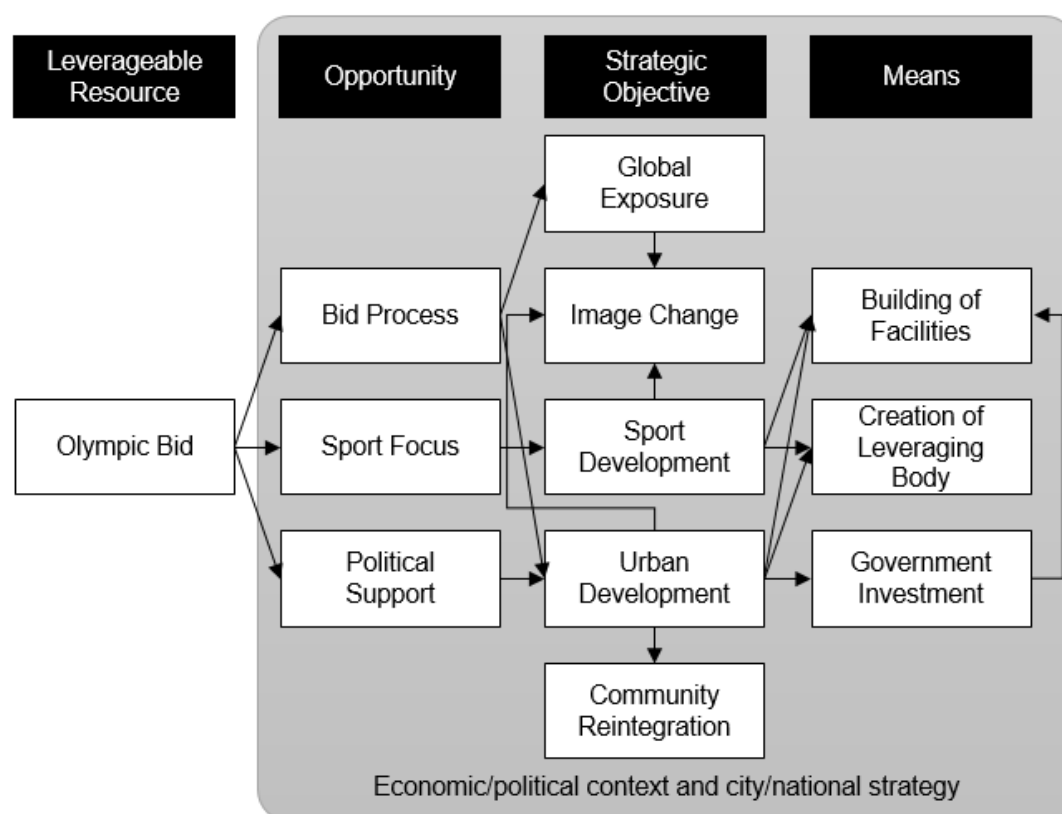 Leverageable
Resource
Opportunity
Strategic
Objective
Means
Global
Exposure
Bid Process
Image Change
Building of
Facilities
Olympic Bid
Sport Focus
Sport
Development
Creation of
Leveraging
Body
Political
Support
Urban
Development
Government
Investment
Community
Reintegration
Economic/political context and city/national strategy